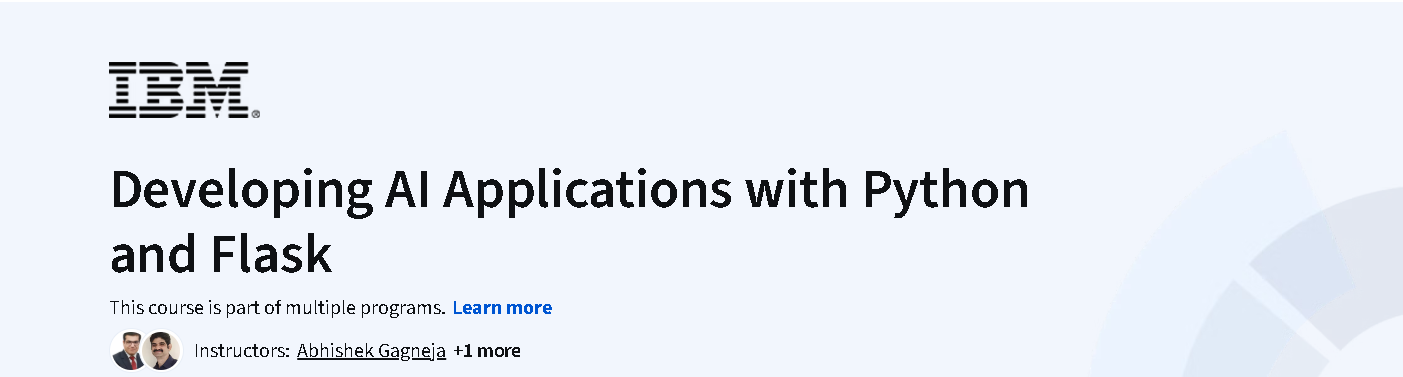 IBM®
Developing AI Applications with Python
and Flask
This course is part of multiple programs. Learn more
Instructors: Abhishek Gagneja +1 more